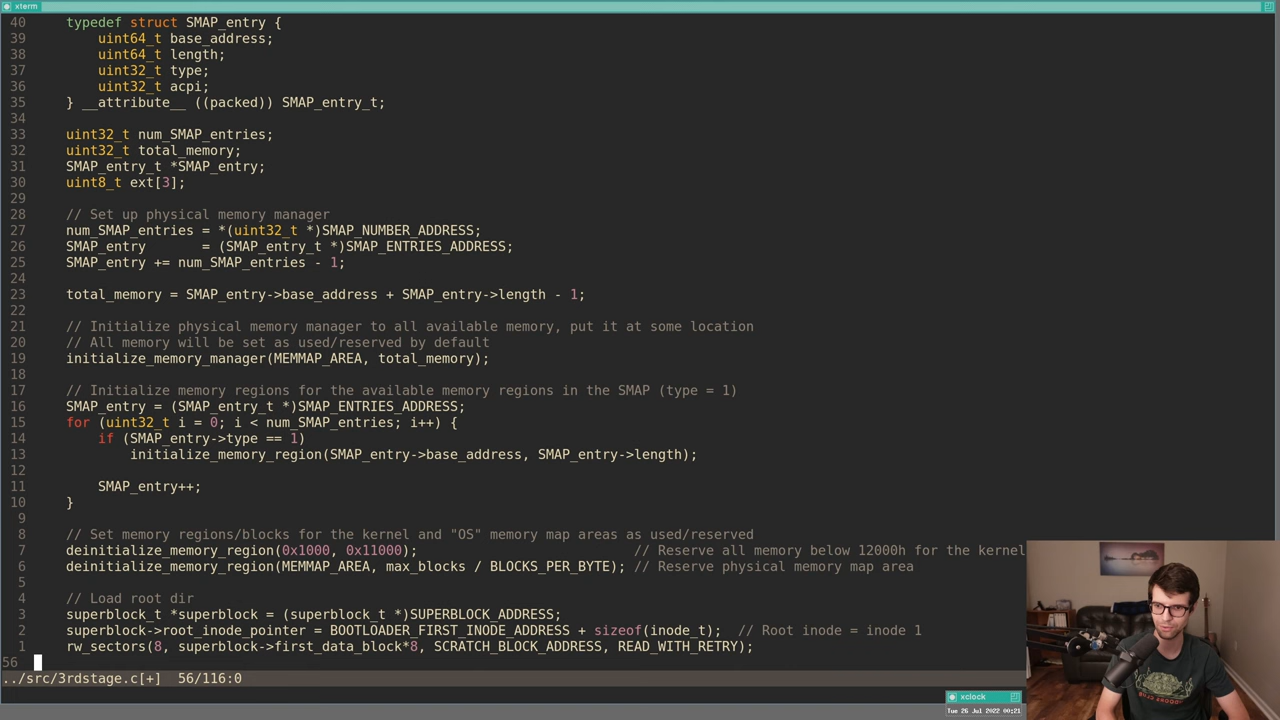 xterm
40     typedef struct SMAP_entry {
39         uint64_t base_address;
38         uint64_t length;
37         uint32_t type;
36         uint32_t acpi;
35     } __attribute__ ((packed)) SMAP_entry_t;
34
33     uint32_t num_SMAP_entries;
32     uint32_t total_memory;
31     SMAP_entry_t *SMAP_entry;
30     uint8_t ext[3];
29
28     // Set up physical memory manager
27     num_SMAP_entries = *(uint32_t *)SMAP_NUMBER_ADDRESS;
26     SMAP_entry       = (SMAP_entry_t *)SMAP_ENTRIES_ADDRESS;
25     SMAP_entry += num_SMAP_entries - 1;
24
23     total_memory = SMAP_entry->base_address + SMAP_entry->length - 1;
22
21     // Initialize physical memory manager to all available memory, put it at some location
20     // All memory will be set as used/reserved by default
19     initialize_memory_manager(MEMMAP_AREA, total_memory);
18
17     // Initialize memory regions for the available memory regions in the SMAP (type = 1)
16     SMAP_entry = (SMAP_entry_t *)SMAP_ENTRIES_ADDRESS;
15     for (uint32_t i = 0; i < num_SMAP_entries; i++) {
14         if (SMAP_entry->type == 1)
13             initialize_memory_region(SMAP_entry->base_address, SMAP_entry->length);
12
11         SMAP_entry++;
10     }
9
8     // Set memory regions/blocks for the kernel and "OS" memory map areas as used/reserved
7     deinitialize_memory_region(0x1000, 0x11000);                           // Reserve all memory below 12000h for the kernel
6     deinitialize_memory_region(MEMMAP_AREA, max_blocks / BLOCKS_PER_BYTE); // Reserve physical memory map area
5
4     // Load root dir
3     superblock_t *superblock = (superblock_t *)SUPERBLOCK_ADDRESS;
2     superblock->root_inode_pointer = BOOTLOADER_FIRST_INODE_ADDRESS + sizeof(inode_t);  // Root inode = inode 1
1     rw_sectors(8, superblock->first_data_block*8, SCRATCH_BLOCK_ADDRESS, READ_WITH_RETRY);
56
../src/3rdstage.c[+]  56/116:0
xclock
Tue 26 Jul 2022 00:21